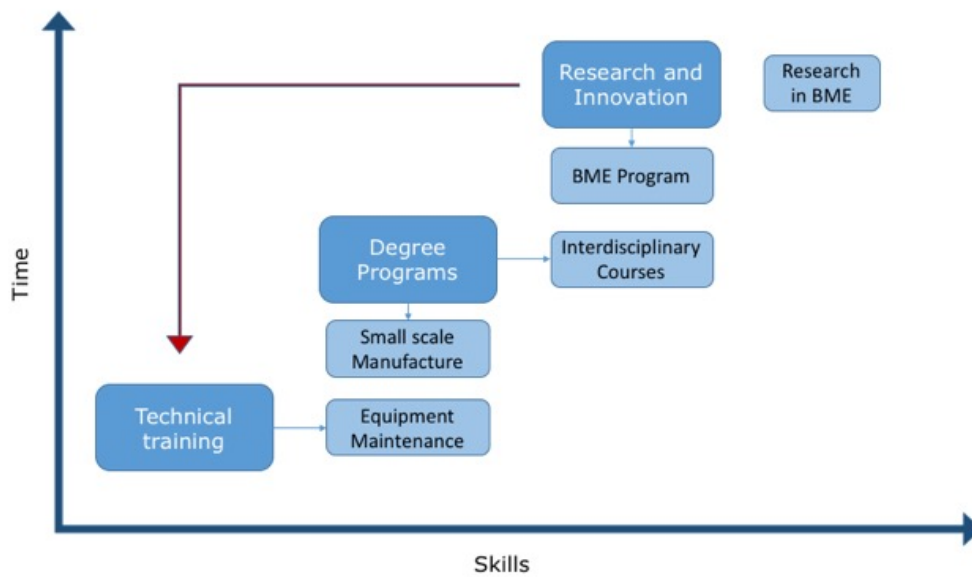 Research and
Innovation
Research
in BME
BME Program
Degree
Programs
Interdisciplinary
Courses
Time
Small scale
Manufacture
Technical
training
Equipment
Maintenance
Skills